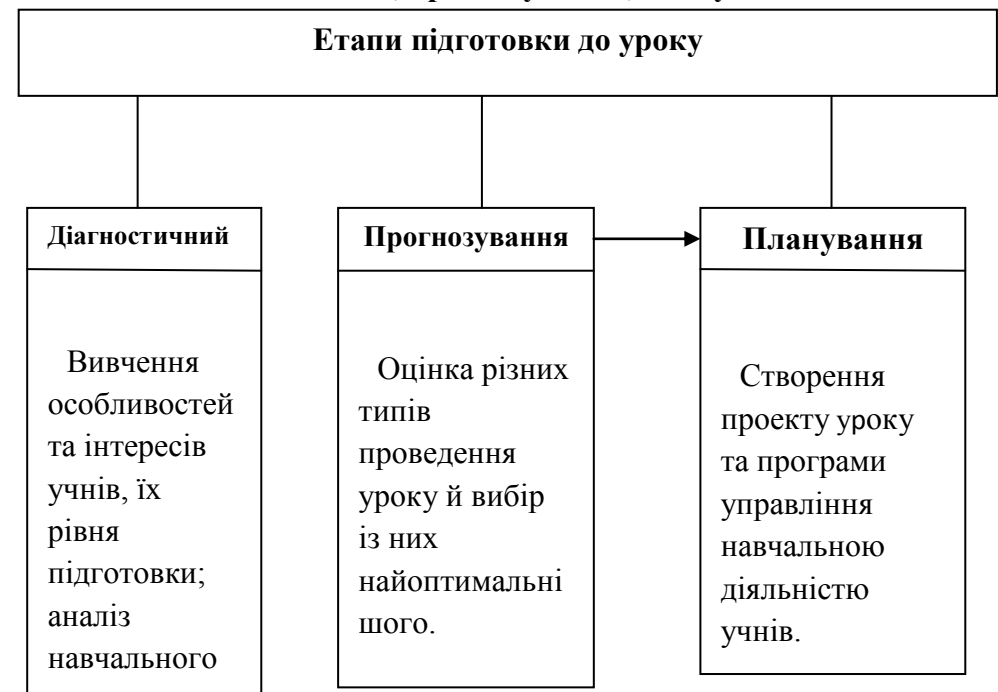 Етапи підготовки до уроку
Діагностичний
Вивчення
особливостей
та інтересів
учнів, їх
рівня
підготовки;
аналіз
навчального
Прогнозування
Оцінка різних
типів
проведення
уроку й вибір
із них
найоптимальні
шого.
Планування
Створення
проекту уроку
та програми
управління
навчальною
діяльністю
учнів.